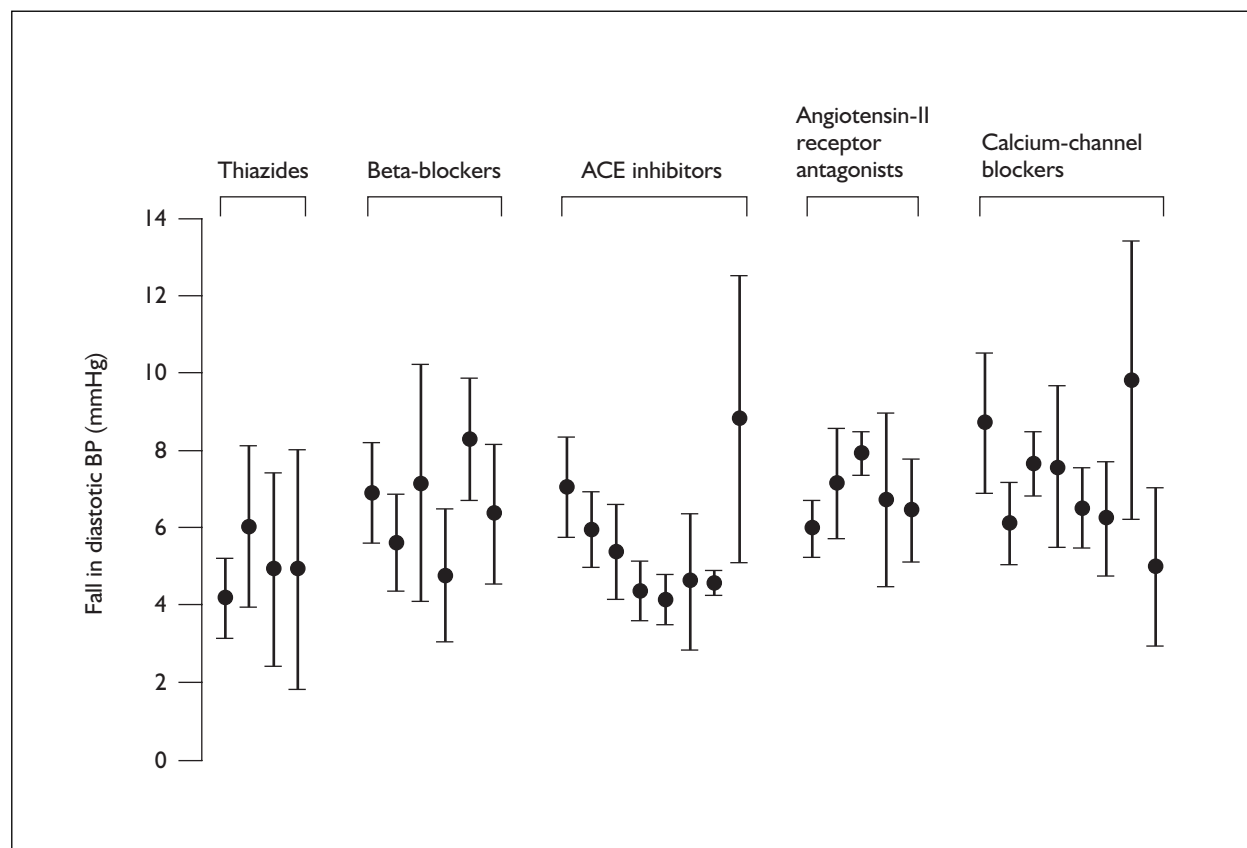 Angiotensin-II
receptor
antagonists
Calcium-channel
blockers
Thiazides
Beta-blockers
ACE inhibitors
14
12
10
8
6
4
2
0
Fall in diastotic BP (mmHg)